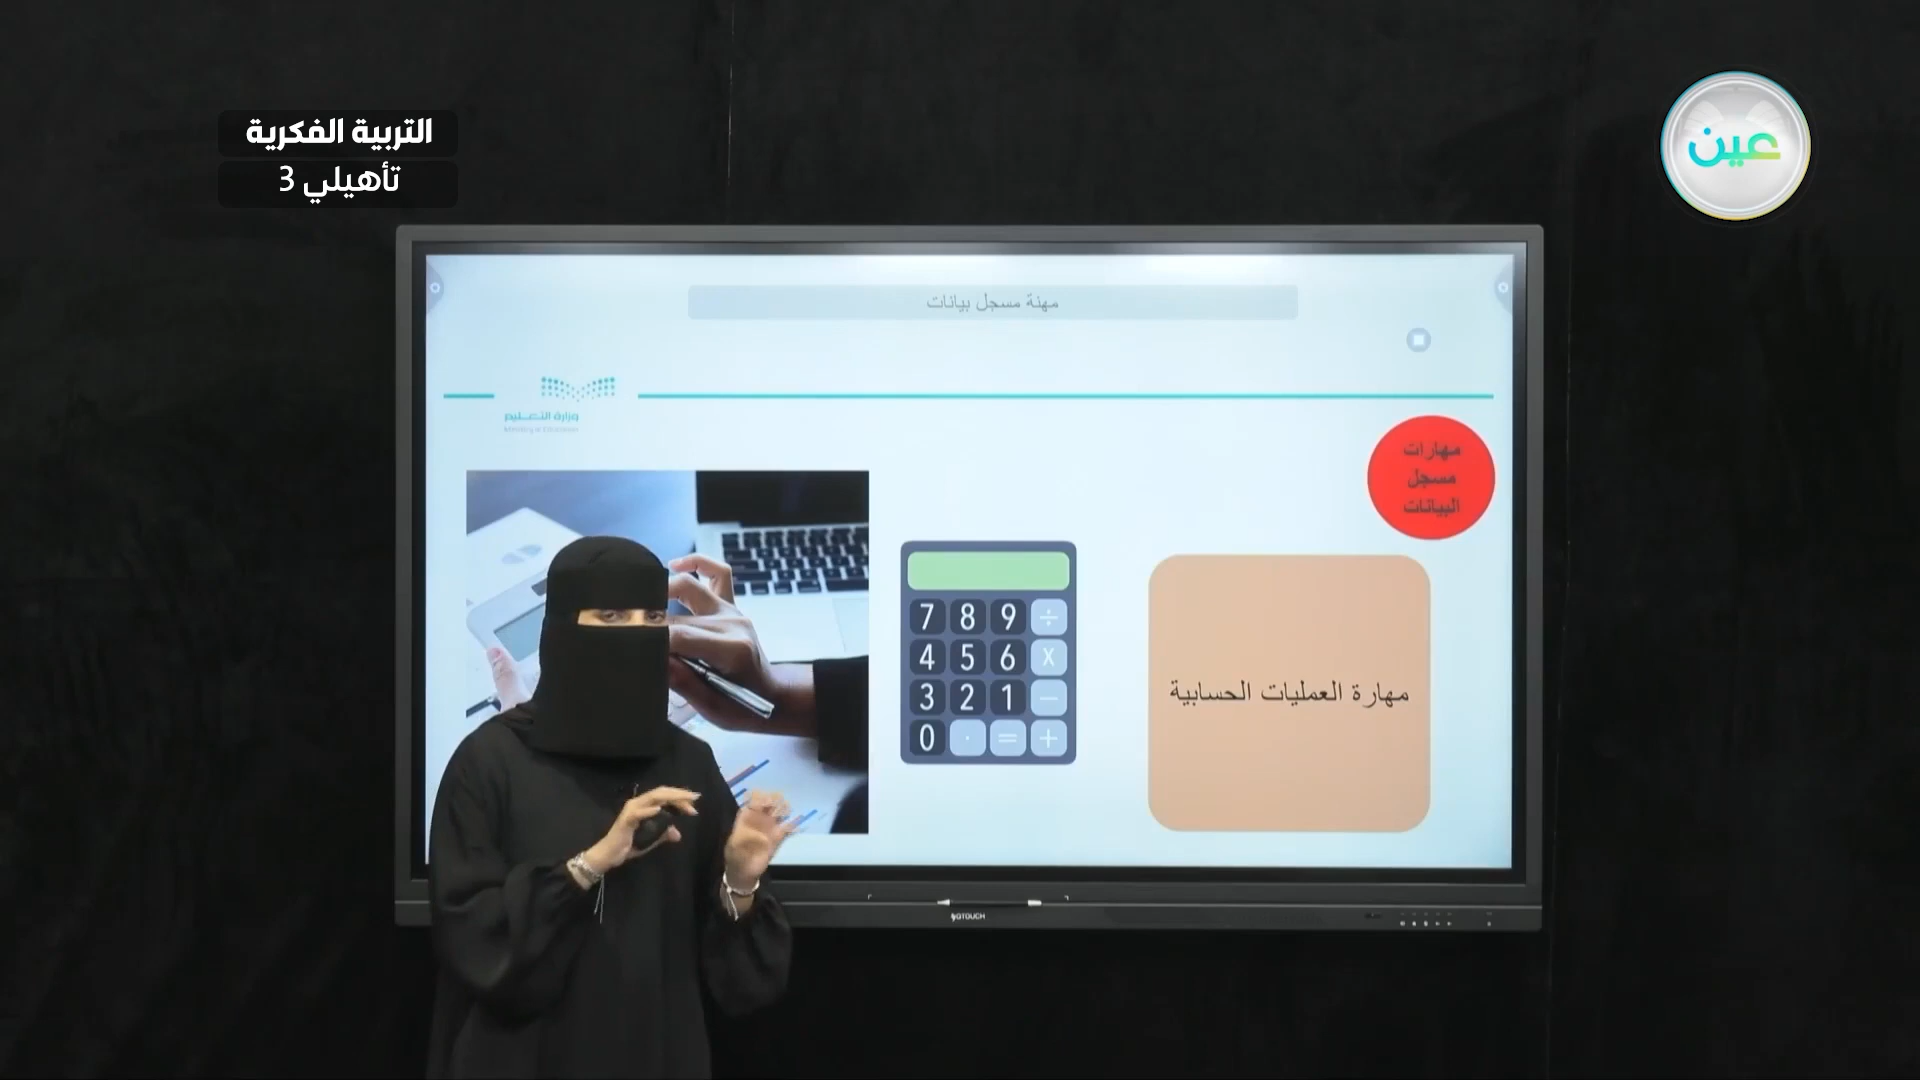 التربية الفكرية
تأهيلي 3
عين
مهنة مسجل بيانات
وزارة التعليم
مهارات
مسجل
البيانات
مهارة العمليات الحسابية
7 8 9 ÷
4 5 6 X
3 2 1 −
0 . = +
QTOUCH